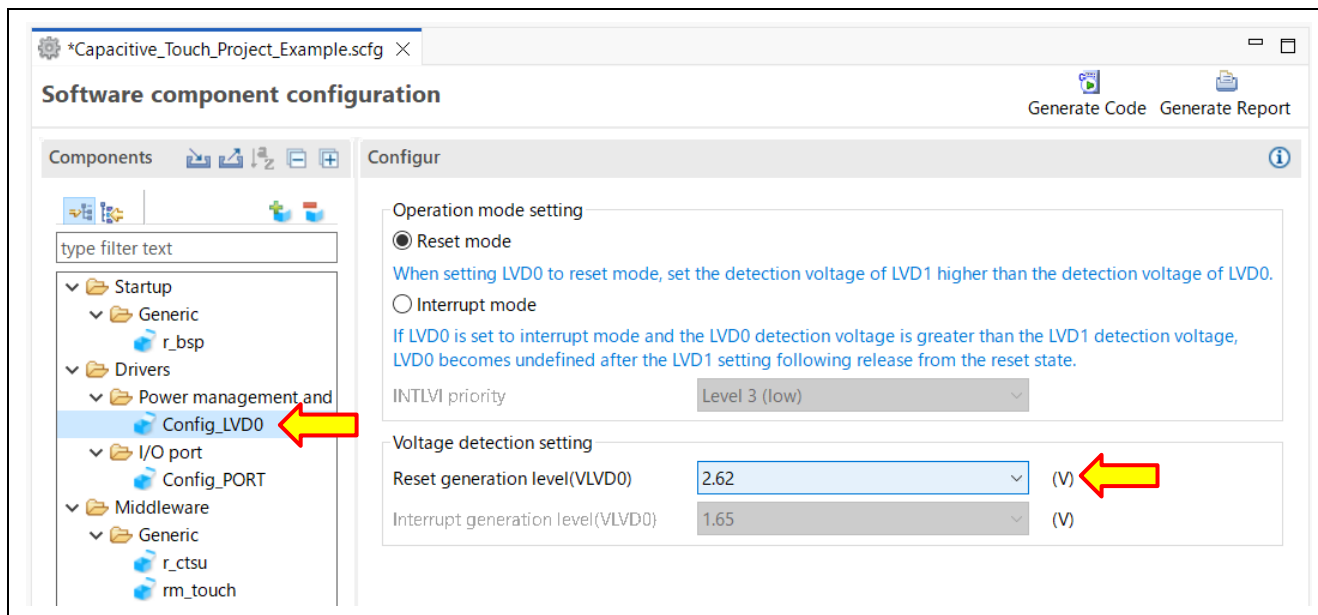 *Capacitive_Touch_Project_Example.scfg
Software component configuration
Generate Code Generate Report
Components
Configur
type filter text
Startup
Generic
r_bsp
Drivers
Power management and
Config_LVD0
I/O port
Config_PORT
Middleware
Generic
r_ctsu
rm_touch
Operation mode setting
Reset mode
When setting LVD0 to reset mode, set the detection voltage of LVD1 higher than the detection voltage of LVD0.
Interrupt mode
If LVD0 is set to interrupt mode and the LVD0 detection voltage is greater than the LVD1 detection voltage,
LVD0 becomes undefined after the LVD1 setting following release from the reset state.
INTLVI priority Level 3 (low)
Voltage detection setting
Reset generation level(VLVD0) 2.62 (V)
Interrupt generation level(VLVD0) 1.65 (V)